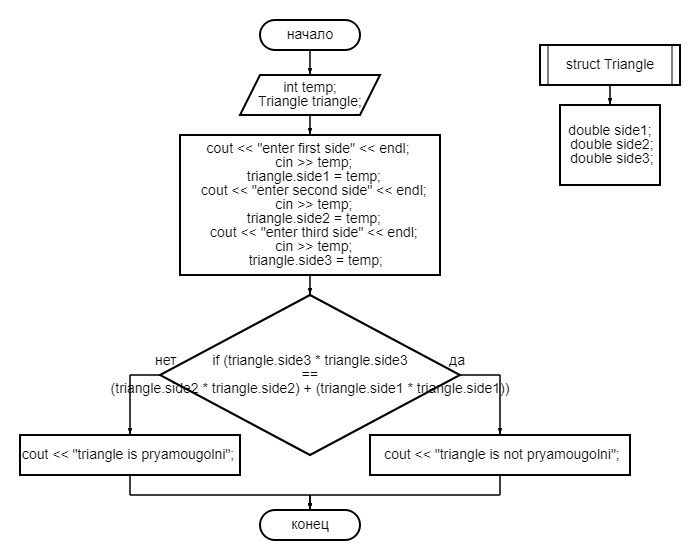 начало
int temp;
Triangle triangle;
cout << "enter first side" << endl;
cin >> temp;
triangle.side1 = temp;
cout << "enter second side" << endl;
cin >> temp;
triangle.side2 = temp;
cout << "enter third side" << endl;
cin >> temp;
triangle.side3 = temp;
нет
if (triangle.side3 * triangle.side3
==
(triangle.side2 * triangle.side2) + (triangle.side1 * triangle.side1))
да
cout << "triangle is pryamougolni";
cout << "triangle is not pryamougolni";
конец
struct Triangle
double side1;
double side2;
double side3;